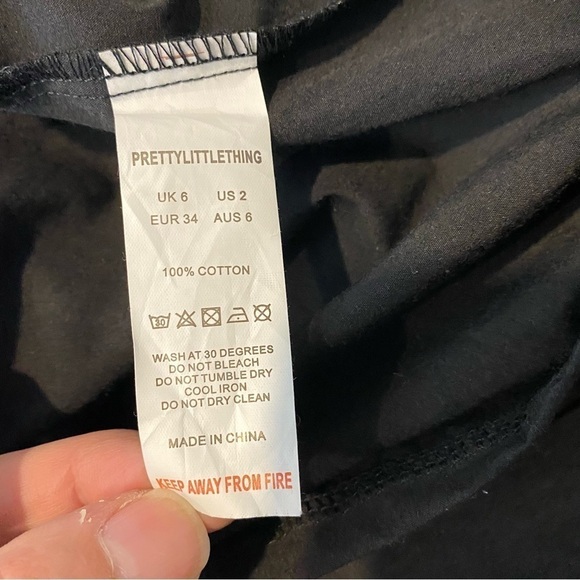 PRETTYLITTLETHING
UK 6 US 2
EUR 34 AUS 6
100% COTTON
30
WASH AT 30 DEGREES
DO NOT BLEACH
DO NOT TUMBLE DRY
COOL IRON
DO NOT DRY CLEAN
MADE IN CHINA
KEEP AWAY FROM FIRE